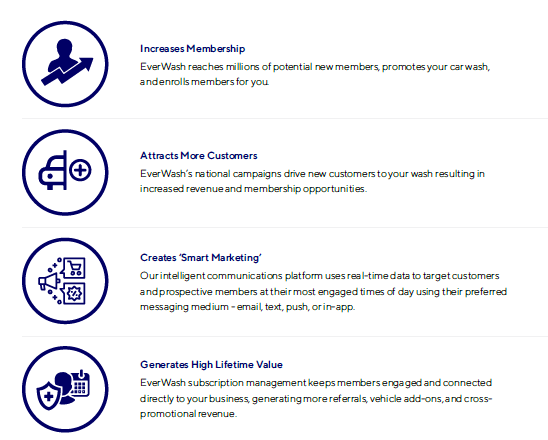 Increases Membership
EverWash reaches millions of potential new members, promotes your car wash,
and enrolls members for you.
Attracts More Customers
EverWash's national campaigns drive new customers to your wash resulting in
increased revenue and membership opportunities.
Creates ‘Smart Marketing’
Our intelligent communications platform uses real-time data to target customers
and prospective members at their most engaged times of day using their preferred
messaging medium - email, text, push, or in-app.
Generates High Lifetime Value
EverWash subscription management keeps members engaged and connected
directly to your business, generating more referrals, vehicle add-ons, and cross-
promotional revenue.